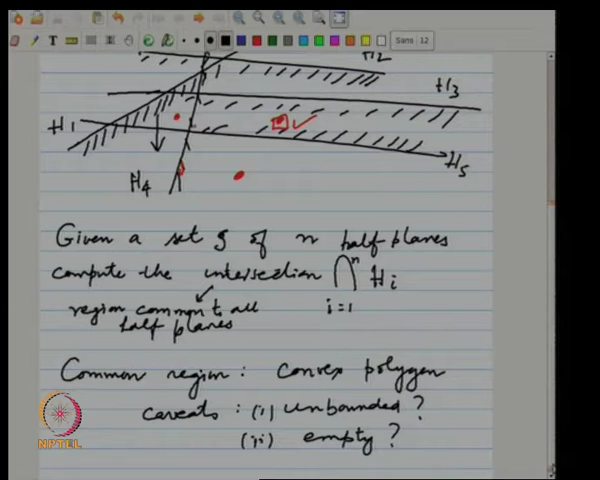 Sans 12
H2
H3
H1
H5
H4
Given a set S of n half planes
compute the intersection ⋂ n i=1 Hi
region common to all
half planes
Common region : Convex polygon
caveats : (i) unbounded ?
(ii) empty ?
NPTEL